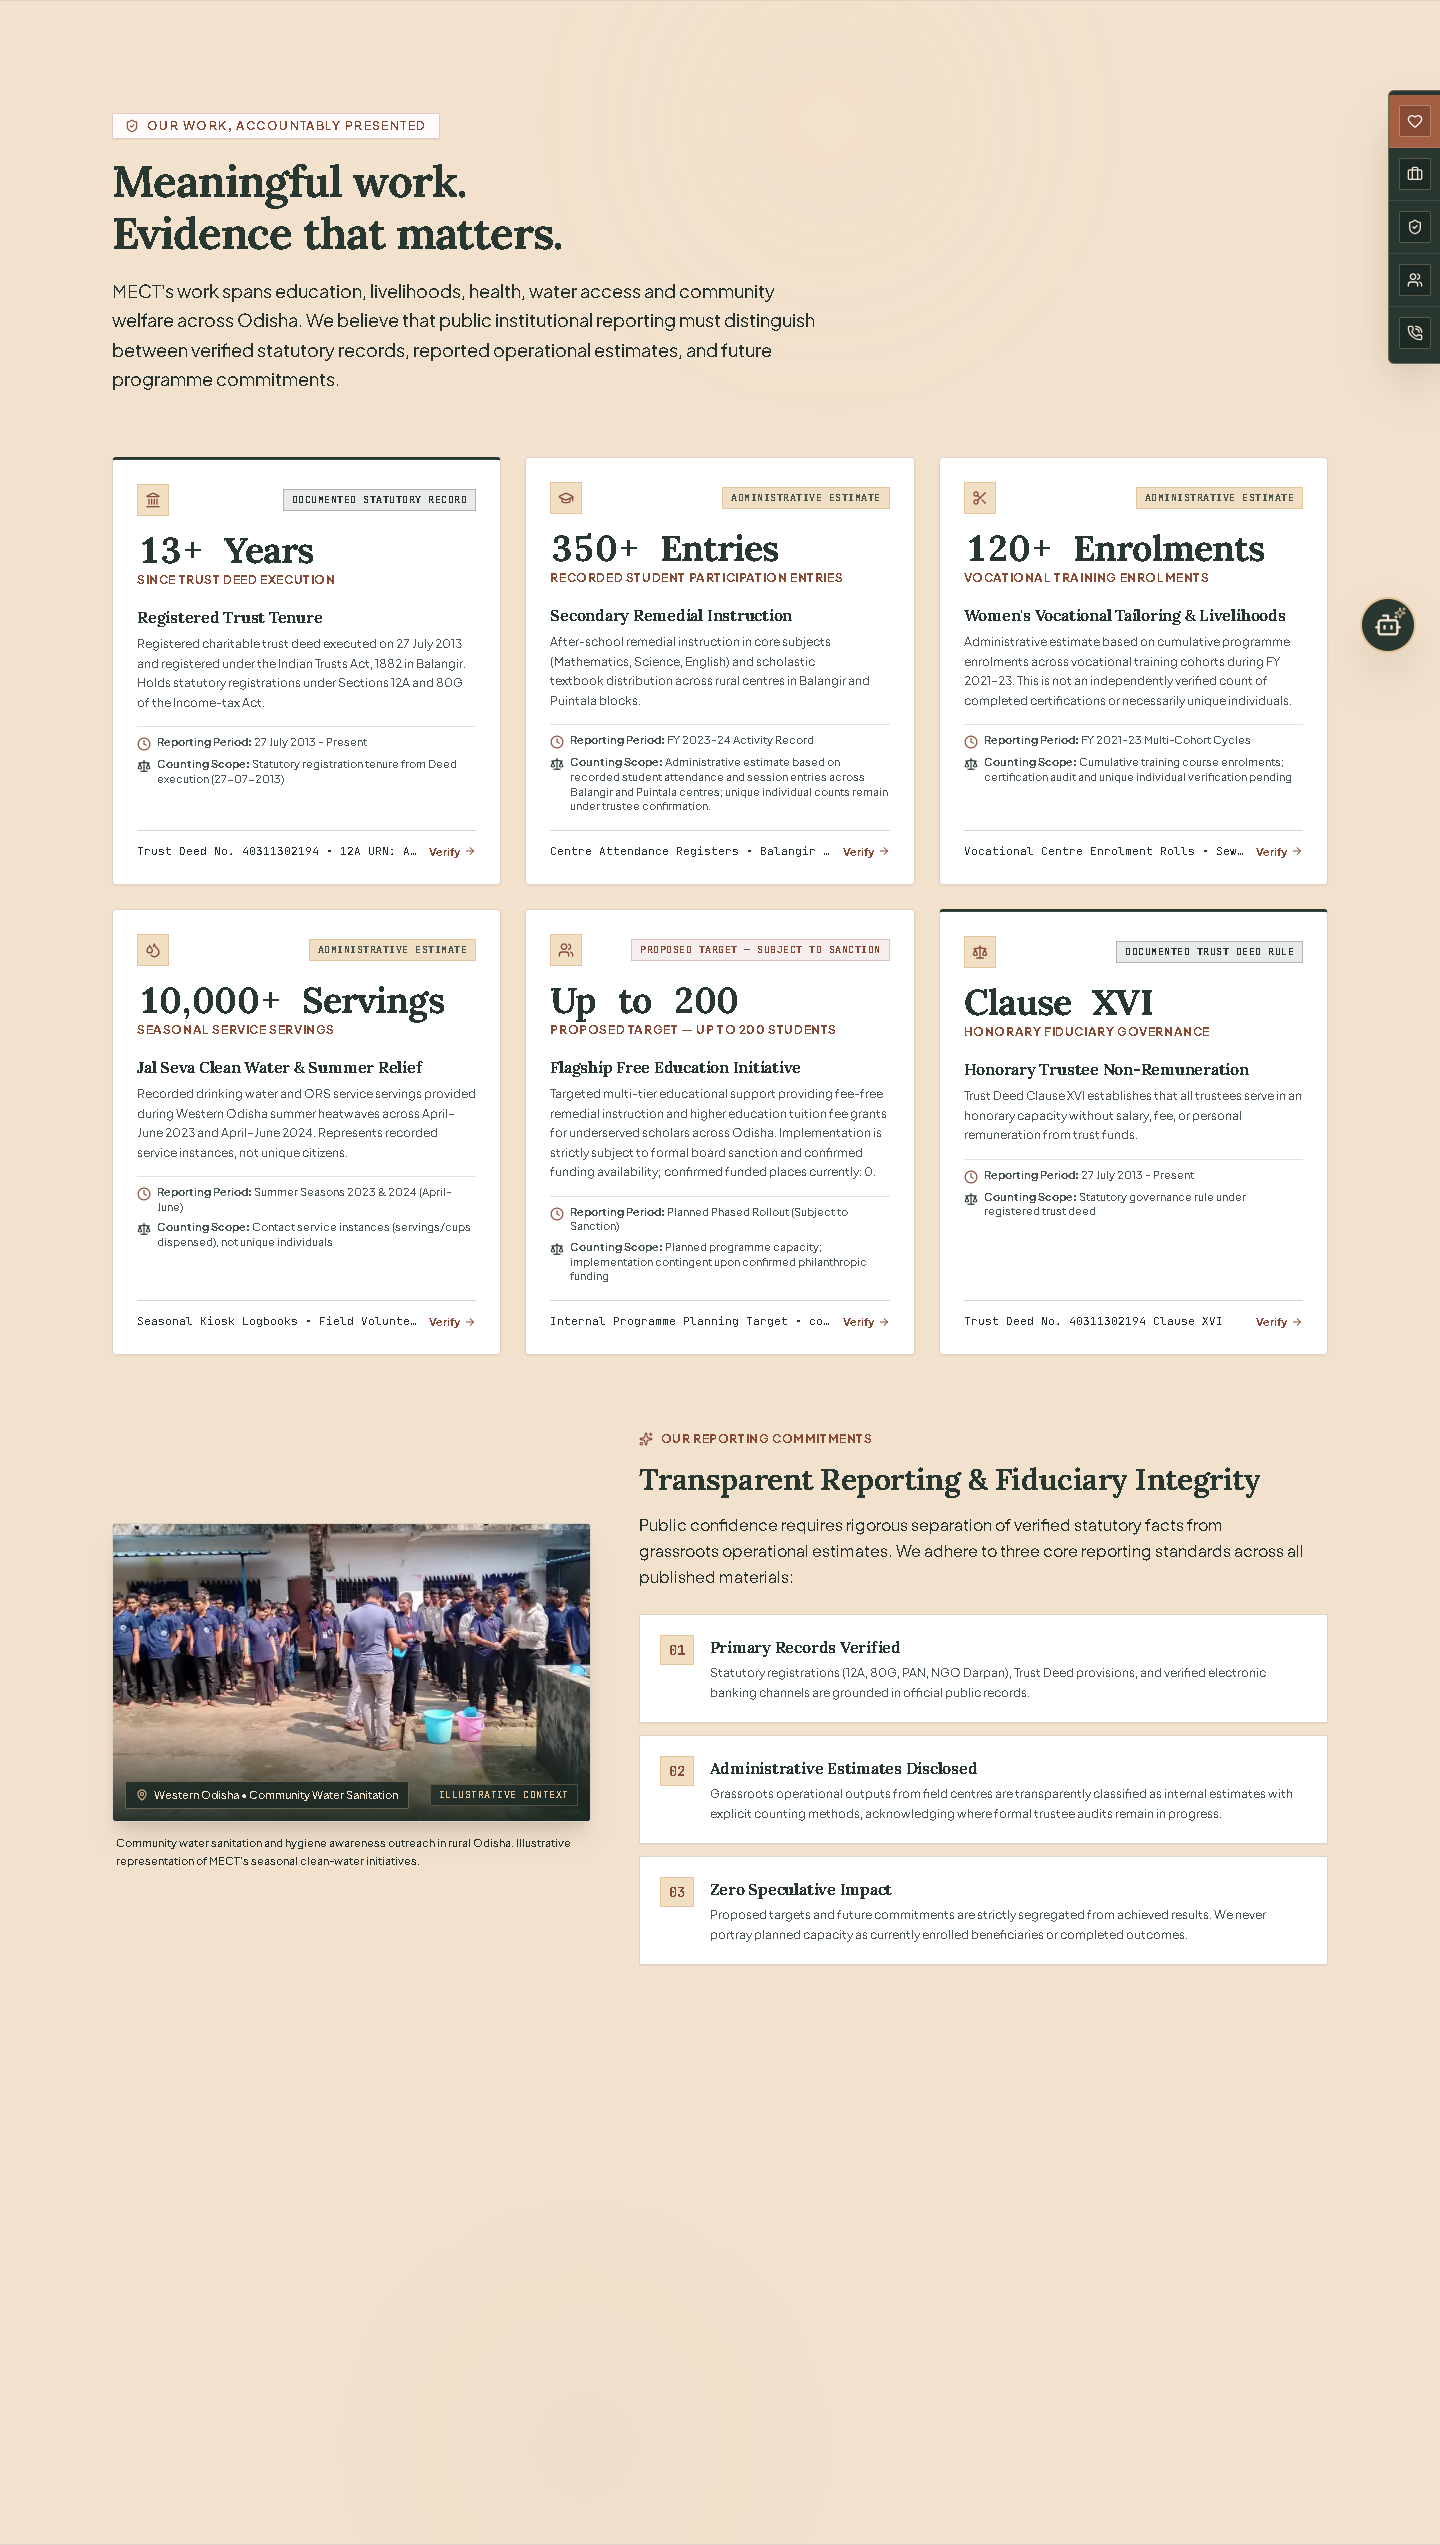 OUR WORK, ACCOUNTABLY PRESENTED
Meaningful work.
Evidence that matters.
MECT's work spans education, livelihoods, health, water access and community
welfare across Odisha. We believe that public institutional reporting must distinguish
between verified statutory records, reported operational estimates, and future
programme commitments.
DOCUMENTED STATUTORY RECORD
13+ Years
SINCE TRUST DEED EXECUTION
Registered Trust Tenure
Registered charitable trust deed executed on 27 July 2013
and registered under the Indian Trusts Act, 1882 in Balangir.
Holds statutory registrations under Sections 12A and 80G
of the Income-tax Act.
Reporting Period: 27 July 2013 – Present
Counting Scope: Statutory registration tenure from Deed
execution (27-07-2013)
Trust Deed No. 40311302194 • 12A URN: A… Verify →
ADMINISTRATIVE ESTIMATE
350+ Entries
RECORDED STUDENT PARTICIPATION ENTRIES
Secondary Remedial Instruction
After-school remedial instruction in core subjects
(Mathematics, Science, English) and scholastic
textbook distribution across rural centres in Balangir and
Puintala blocks.
Reporting Period: FY 2023-24 Activity Record
Counting Scope: Administrative estimate based on
recorded student attendance and session entries across
Balangir and Puintala centres; unique individual counts remain
under trustee confirmation.
Centre Attendance Registers • Balangir … Verify →
ADMINISTRATIVE ESTIMATE
120+ Enrolments
VOCATIONAL TRAINING ENROLMENTS
Women's Vocational Tailoring & Livelihoods
Administrative estimate based on cumulative programme
enrolments across vocational training cohorts during FY
2021-23. This is not an independently verified count of
completed certifications or necessarily unique individuals.
Reporting Period: FY 2021-23 Multi-Cohort Cycles
Counting Scope: Cumulative training course enrolments;
certification audit and unique individual verification pending
Vocational Centre Enrolment Rolls • Sew… Verify →
ADMINISTRATIVE ESTIMATE
10,000+ Servings
SEASONAL SERVICE SERVINGS
Jal Seva Clean Water & Summer Relief
Recorded drinking water and ORS service servings provided
during Western Odisha summer heatwaves across April–
June 2023 and April–June 2024. Represents recorded
service instances, not unique citizens.
Reporting Period: Summer Seasons 2023 & 2024 (April–
June)
Counting Scope: Contact service instances (servings/cups
dispensed), not unique individuals
Seasonal Kiosk Logbooks • Field Volunte… Verify →
PROPOSED TARGET — SUBJECT TO SANCTION
Up to 200
PROPOSED TARGET — UP TO 200 STUDENTS
Flagship Free Education Initiative
Targeted multi-tier educational support providing fee-free
remedial instruction and higher education tuition fee grants
for underserved scholars across Odisha. Implementation is
strictly subject to formal board sanction and confirmed
funding availability; confirmed funded places currently: 0.
Reporting Period: Planned Phased Rollout (Subject to
Sanction)
Counting Scope: Planned programme capacity;
implementation contingent upon confirmed philanthropic
funding
Internal Programme Planning Target • co… Verify →
DOCUMENTED TRUST DEED RULE
Clause XVI
HONORARY FIDUCIARY GOVERNANCE
Honorary Trustee Non-Remuneration
Trust Deed Clause XVI establishes that all trustees serve in an
honorary capacity without salary, fee, or personal
remuneration from trust funds.
Reporting Period: 27 July 2013 – Present
Counting Scope: Statutory governance rule under
registered trust deed
Trust Deed No. 40311302194 Clause XVI Verify →
Western Odisha • Community Water Sanitation
ILLUSTRATIVE CONTEXT
Community water sanitation and hygiene awareness outreach in rural Odisha. Illustrative
representation of MECT's seasonal clean-water initiatives.
OUR REPORTING COMMITMENTS
Transparent Reporting & Fiduciary Integrity
Public confidence requires rigorous separation of verified statutory facts from
grassroots operational estimates. We adhere to three core reporting standards across all
published materials:
01 Primary Records Verified
Statutory registrations (12A, 80G, PAN, NGO Darpan), Trust Deed provisions, and verified electronic
banking channels are grounded in official public records.
02 Administrative Estimates Disclosed
Grassroots operational outputs from field centres are transparently classified as internal estimates with
explicit counting methods, acknowledging where formal trustee audits remain in progress.
03 Zero Speculative Impact
Proposed targets and future commitments are strictly segregated from achieved results. We never
portray planned capacity as currently enrolled beneficiaries or completed outcomes.